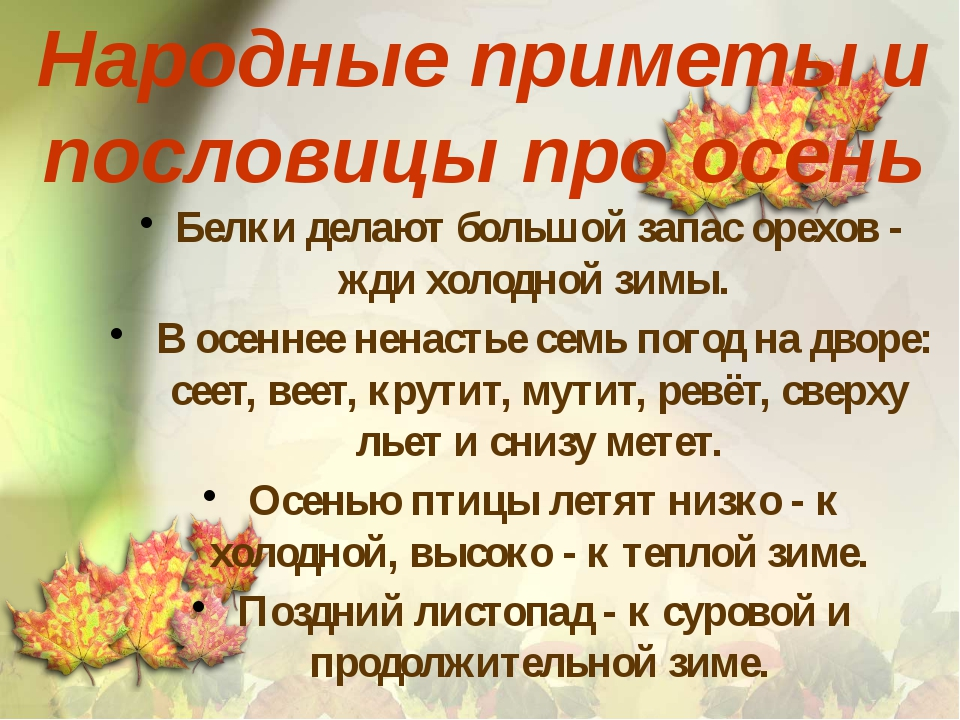 Народные приметы и
пословицы про осень
• Белки делают большой запас орехов -
жди холодной зимы.
• В осеннее ненастье семь погод на дворе:
сеет, веет, крутит, мутит, ревёт, сверху
льет и снизу метет.
• Осенью птицы летят низко - к
холодной, высоко - к теплой зиме.
• Поздний листопад - к суровой и
продолжительной зиме.